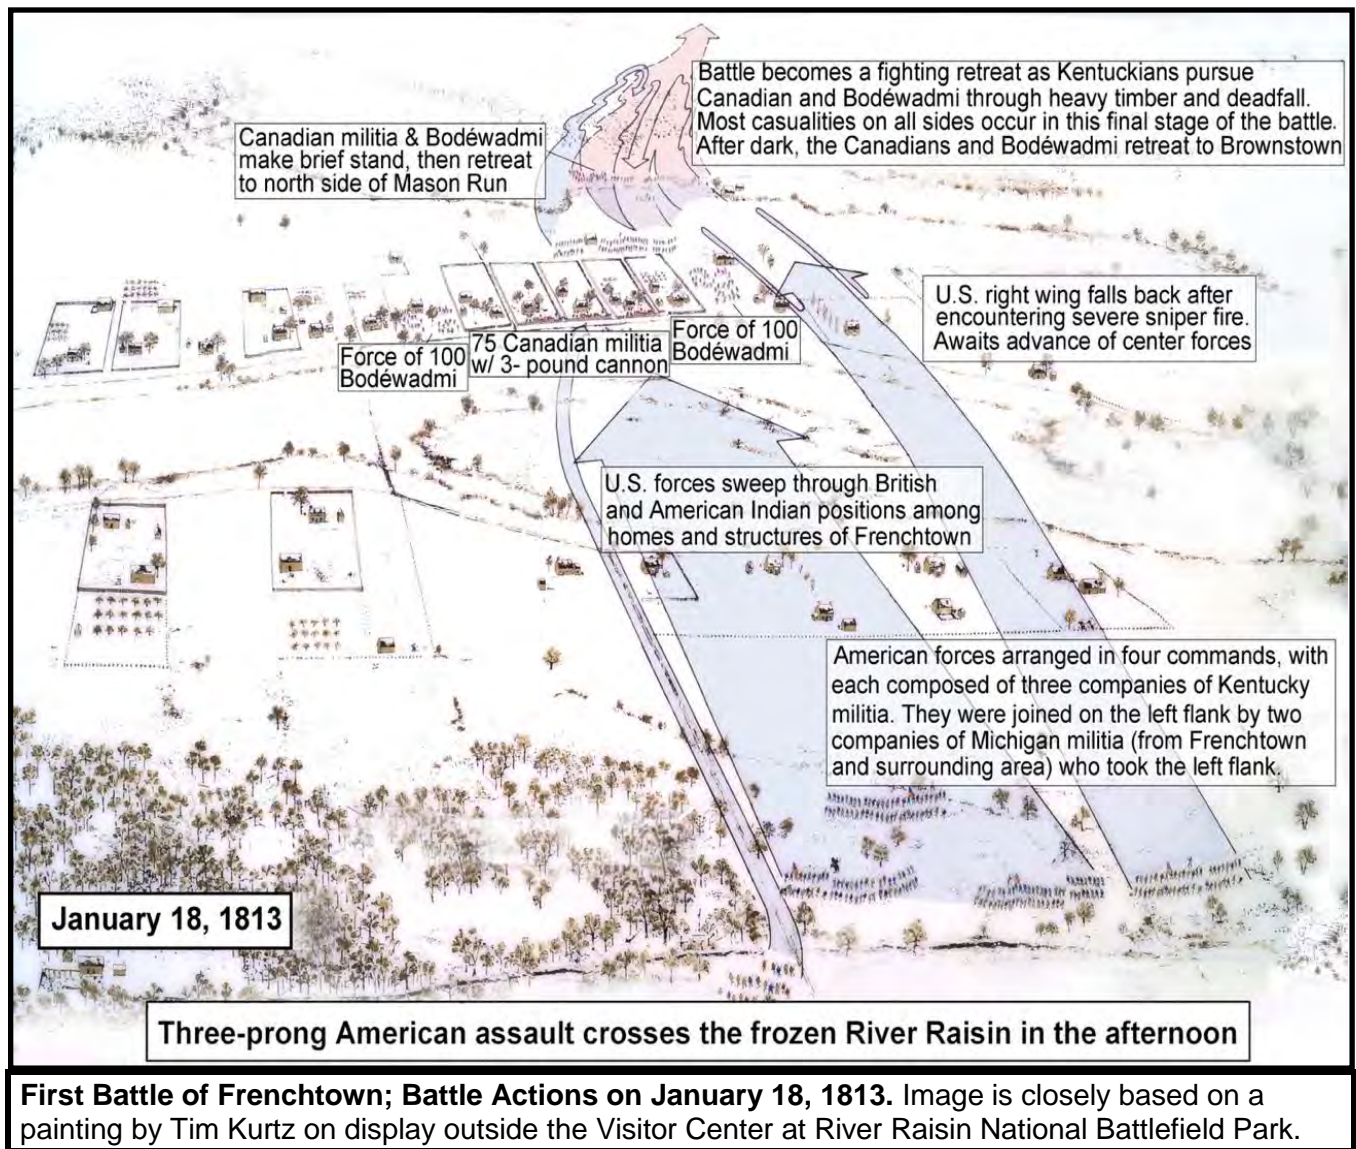 Battle becomes a fighting retreat as Kentuckians pursue
Canadian and Bodéwadmi through heavy timber and deadfall.
Most casualities on all sides occur in this final stage of the battle.
After dark, the Canadians and Bodéwadmi retreat to Brownstown
Canadian militia & Bodéwadmi
make brief stand, then retreat
to north side of Mason Run
U.S. right wing falls back after
encountering severe sniper fire.
Awaits advance of center forces
Force of 100
Bodéwadmi
75 Canadian militia
w/ 3- pound cannon
Force of 100
Bodéwadmi
U.S. forces sweep through British
and American Indian positions among
homes and structures of Frenchtown
American forces arranged in four commands, with
each composed of three companies of Kentucky
militia. They were joined on the left flank by two
companies of Michigan militia (from Frenchtown
and surrounding area) who took the left flank.
January 18, 1813
Three-prong American assault crosses the frozen River Raisin in the afternoon
First Battle of Frenchtown; Battle Actions on January 18, 1813. Image is closely based on a
painting by Tim Kurtz on display outside the Visitor Center at River Raisin National Battlefield Park.